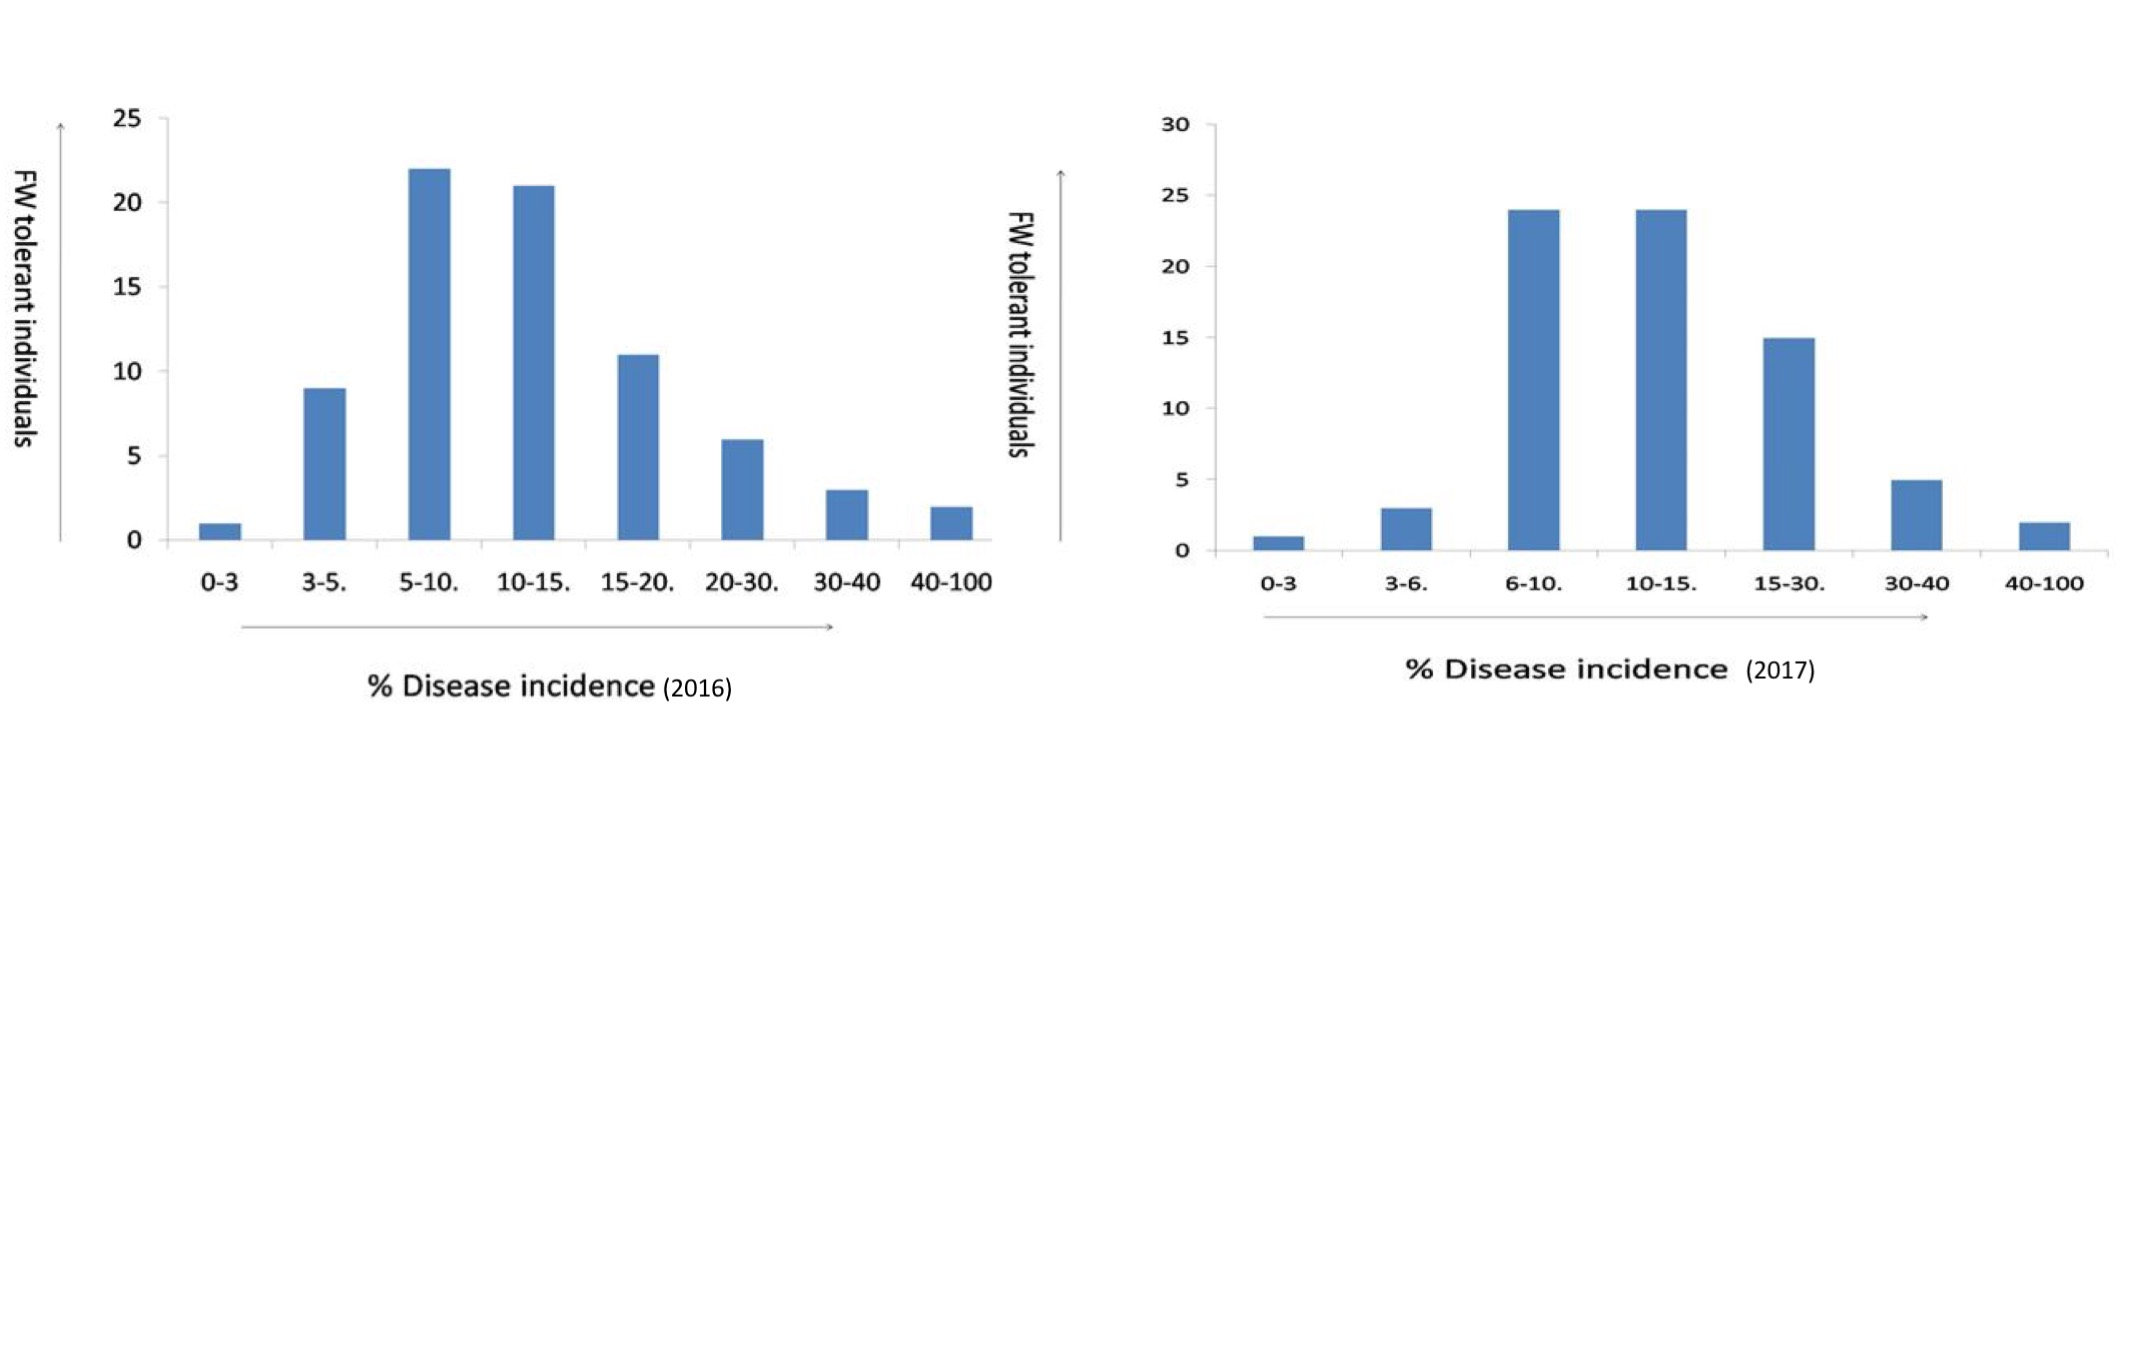 FW tolerant individuals
25
20
15
10
5
0
0-3 3-5. 5-10. 10-15. 15-20. 20-30. 30-40 40-100
% Disease incidence (2016)
FW tolerant individuals
30
25
20
15
10
5
0
0-3 3-6. 6-10. 10-15. 15-30. 30-40 40-100
% Disease incidence (2017)